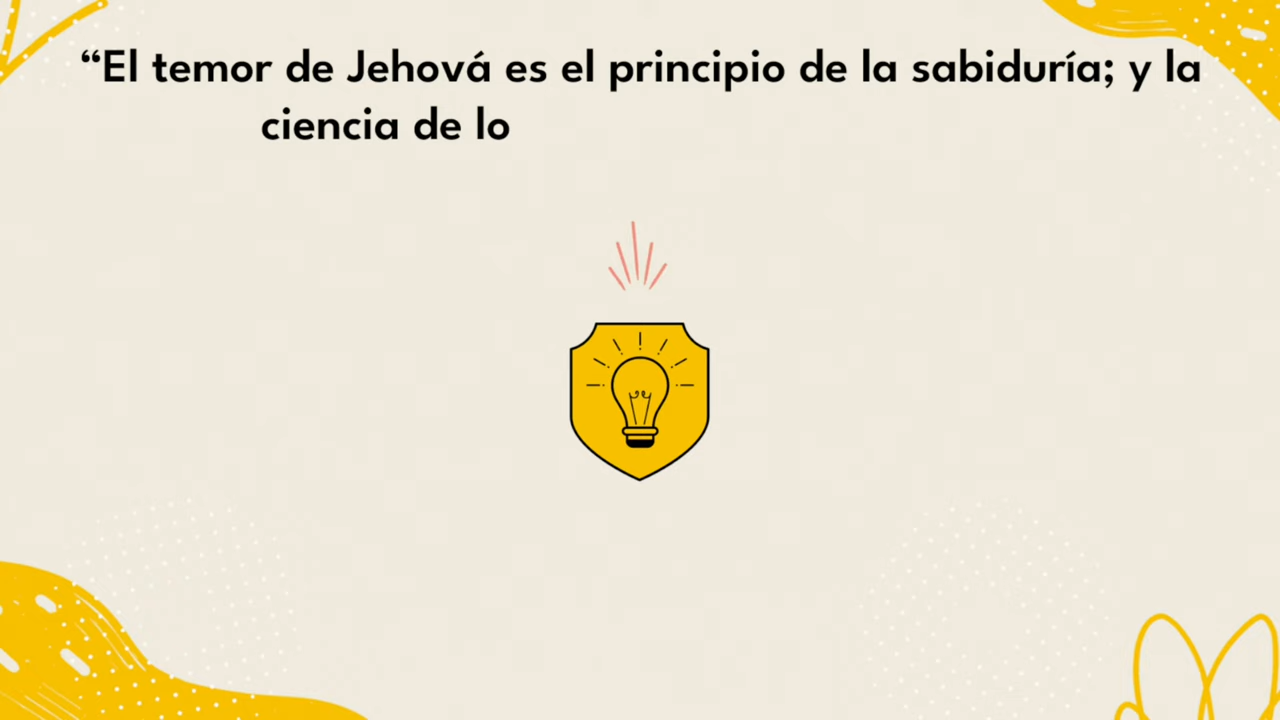 “El temor de Jehová es el principio de la sabiduría; y la
ciencia de lo